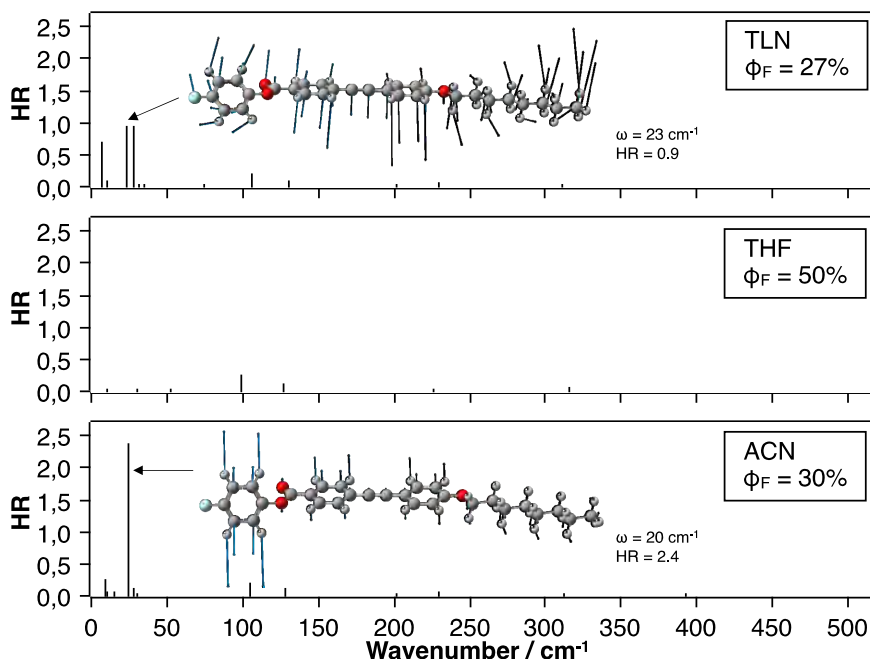 2,5
2,0
1,5
1,0
0,5
0,0
HR
TLN
ϕF = 27%
ω = 23 cm-1
HR = 0.9
2,5
2,0
1,5
1,0
0,5
0,0
HR
THF
ϕF = 50%
2,5
2,0
1,5
1,0
0,5
0,0
HR
ACN
ϕF = 30%
ω = 20 cm-1
HR = 2.4
0 50 100 150 200 250 300 350 400 450 500
Wavenumber / cm-1